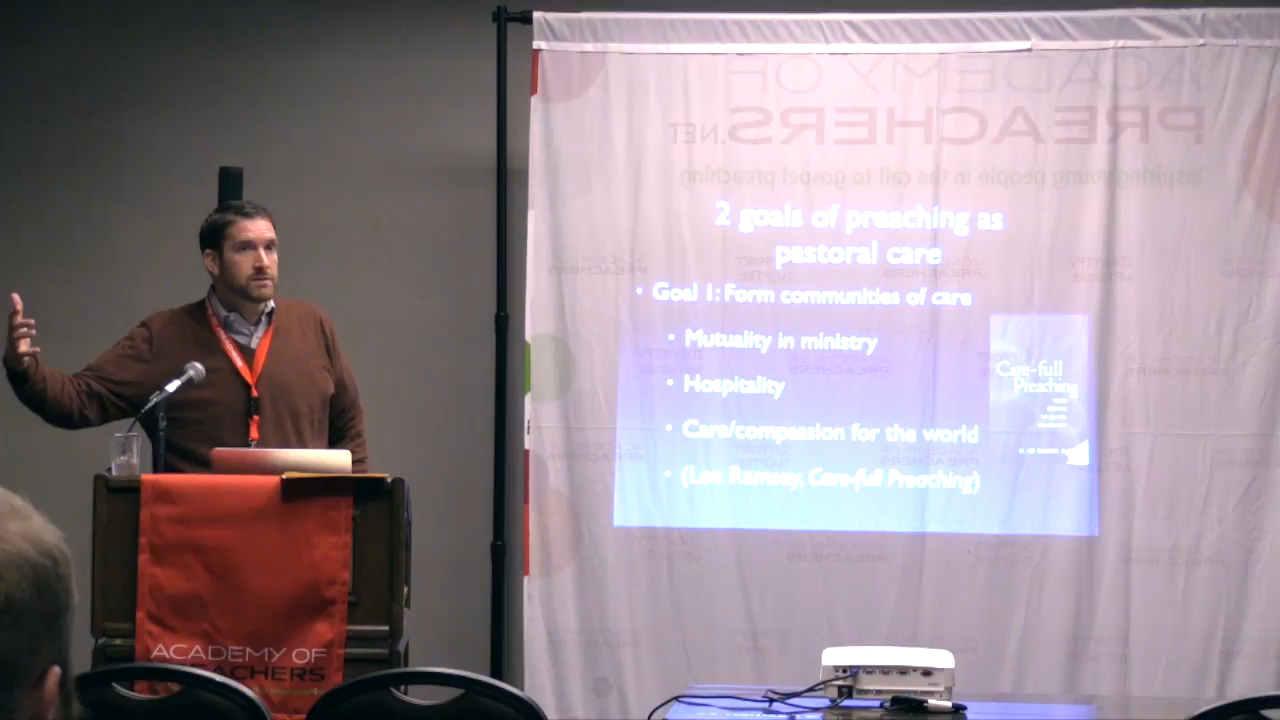 ACADEMY OF
PREACHERS.NET
inspiring young people in the call to gospel preaching
2 goals of preaching as
pastoral care
• Goal 1: Form communities of care
• Mutuality in ministry
• Hospitality
• Care/compassion for the world
• (Lee Ramsey, Care-full Preaching)
Care-full
Preaching
ACADEMY OF
PREACHERS